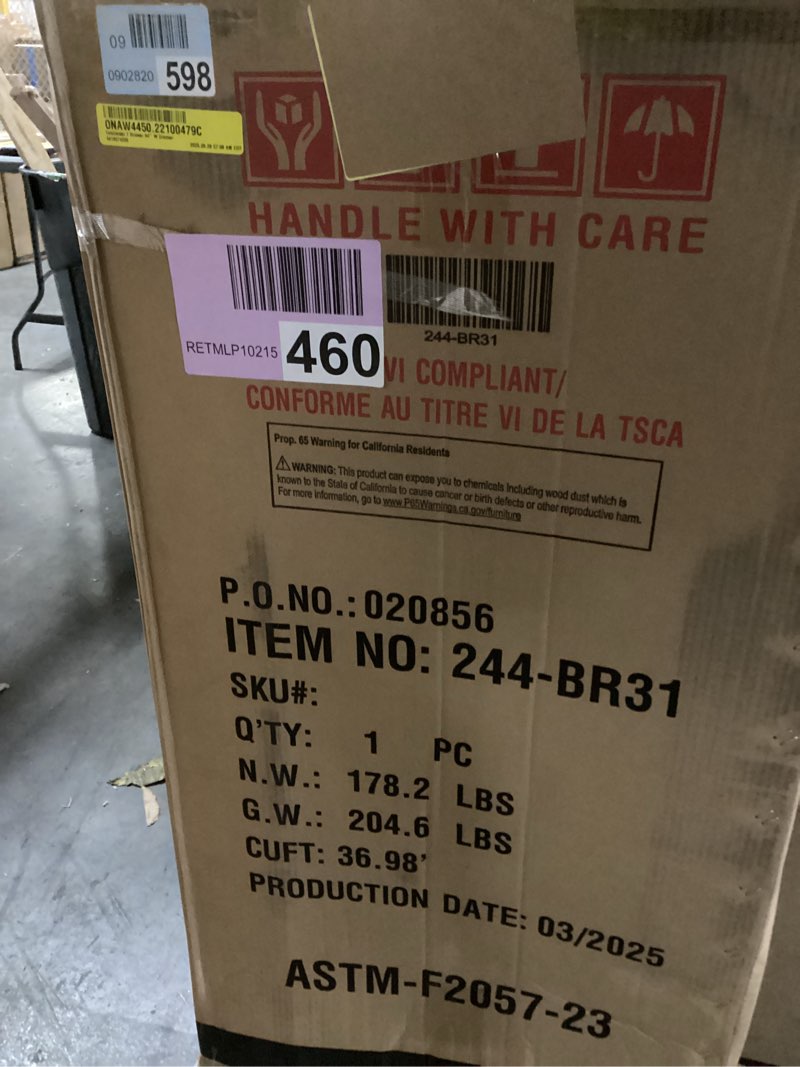 09
0902820 598
ONAW4450.22100479C
HANDLE WITH CARE
244-BR31
RETMLP10215 460
VI COMPLIANT/
CONFORME AU TITRE VI DE LA TSCA
Prop. 65 Warning for California Residents
WARNING: This product can expose you to chemicals including wood dust which is
known to the State of California to cause cancer or birth defects or other reproductive harm.
For more information, go to www.P65Warnings.ca.gov/furniture
P.O.NO.: 020856
ITEM NO: 244-BR31
SKU#:
Q'TY: 1 PC
N.W.: 178.2 LBS
G.W.: 204.6 LBS
CUFT: 36.98'
PRODUCTION DATE: 03/2025
ASTM-F2057-23